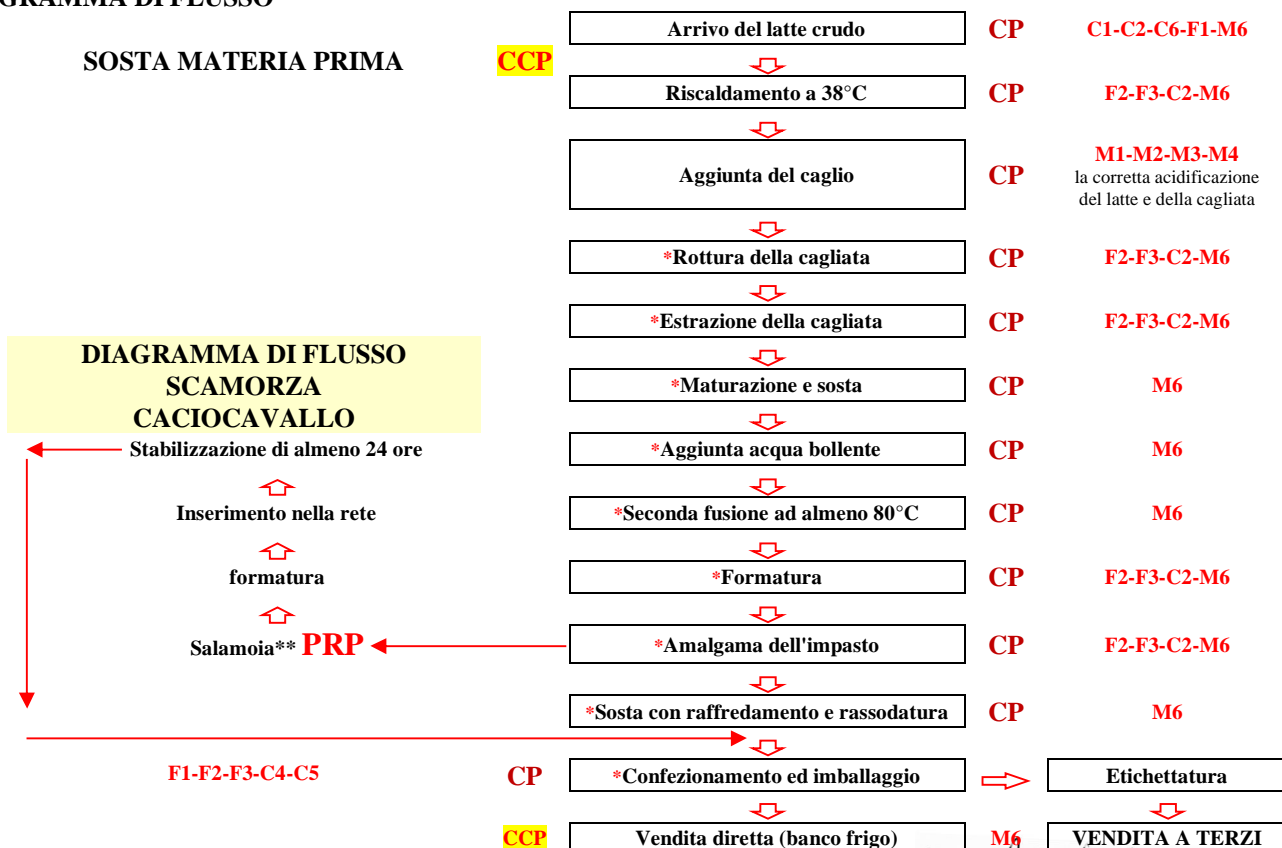 GRAMMA DI FLUSSO
Arrivo del latte crudo CP C1-C2-C6-F1-M6
SOSTA MATERIA PRIMA CCP
Riscaldamento a 38°C CP F2-F3-C2-M6
Aggiunta del caglio CP M1-M2-M3-M4
la corretta acidificazione
del latte e della cagliata
*Rottura della cagliata CP F2-F3-C2-M6
*Estrazione della cagliata CP F2-F3-C2-M6
DIAGRAMMA DI FLUSSO
SCAMORZA
CACIOCAVALLO
*Maturazione e sosta CP M6
Stabilizzazione di almeno 24 ore
*Aggiunta acqua bollente CP M6
Inserimento nella rete
*Seconda fusione ad almeno 80°C CP M6
formatura
*Formatura CP F2-F3-C2-M6
Salamoia** PRP
*Amalgama dell'impasto CP F2-F3-C2-M6
*Sosta con raffredamento e rassodatura CP M6
F1-F2-F3-C4-C5 CP *Confezionamento ed imballaggio Etichettatura
CCP Vendita diretta (banco frigo) M6 VENDITA A TERZI